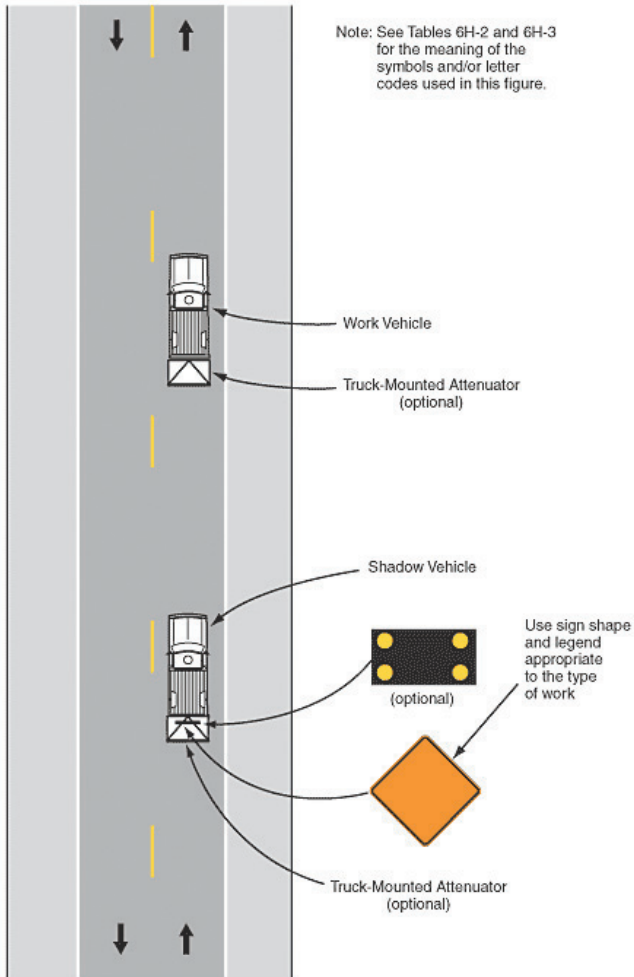 Note: See Tables 6H-2 and 6H-3
for the meaning of the
symbols and/or letter
codes used in this figure.
Work Vehicle
Truck-Mounted Attenuator
(optional)
Shadow Vehicle
Use sign shape
and legend
appropriate
to the type
of work
(optional)
Truck-Mounted Attenuator
(optional)